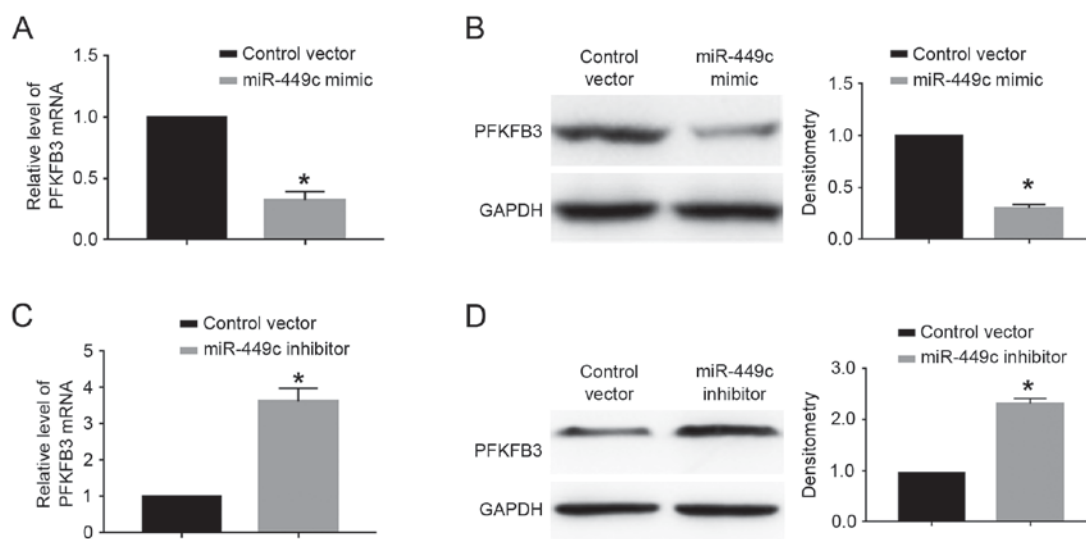 A
Control vector
miR-449c mimic
Relative level of
PFKFB3 mRNA
1.5
1.0
0.5
0.0
*
B
Control
vector
miR-449c
mimic
PFKFB3
GAPDH
Control vector
miR-449c mimic
Densitometry
1.5
1.0
0.5
0.0
*
C
Control vector
miR-449c inhibitor
Relative level of
PFKFB3 mRNA
5
4
3
2
1
0
*
D
Control
vector
miR-449c
inhibitor
PFKFB3
GAPDH
Control vector
miR-449c inhibitor
Densitometry
3.0
2.0
1.0
0.0
*